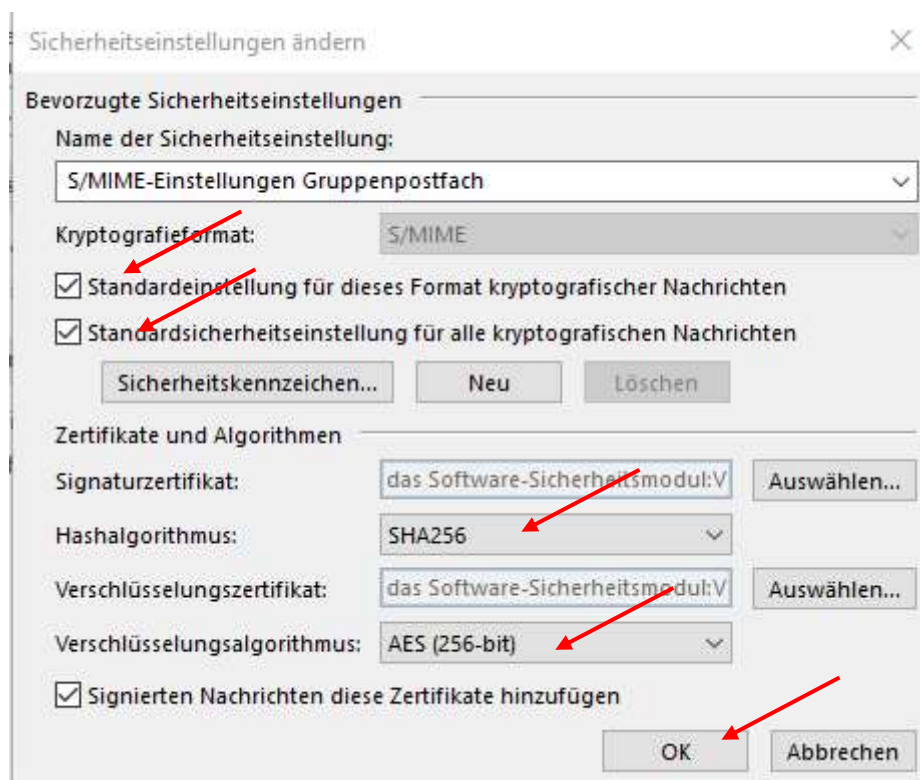 Sicherheitseinstellungen ändern
Bevorzugte Sicherheitseinstellungen
Name der Sicherheitseinstellung:
S/MIME-Einstellungen Gruppenpostfach
Kryptografieformat: S/MIME
Standardeinstellung für dieses Format kryptografischer Nachrichten
Standardsicherheitseinstellung für alle kryptografischen Nachrichten
Sicherheitskennzeichen... Neu Löschen
Zertifikate und Algorithmen
Signaturzertifikat: das Software-Sicherheitsmodul:V Auswählen...
Hashalgorithmus: SHA256
Verschlüsselungszertifikat: das Software-Sicherheitsmodul:V Auswählen...
Verschlüsselungsalgorithmus: AES (256-bit)
Signierten Nachrichten diese Zertifikate hinzufügen
OK Abbrechen